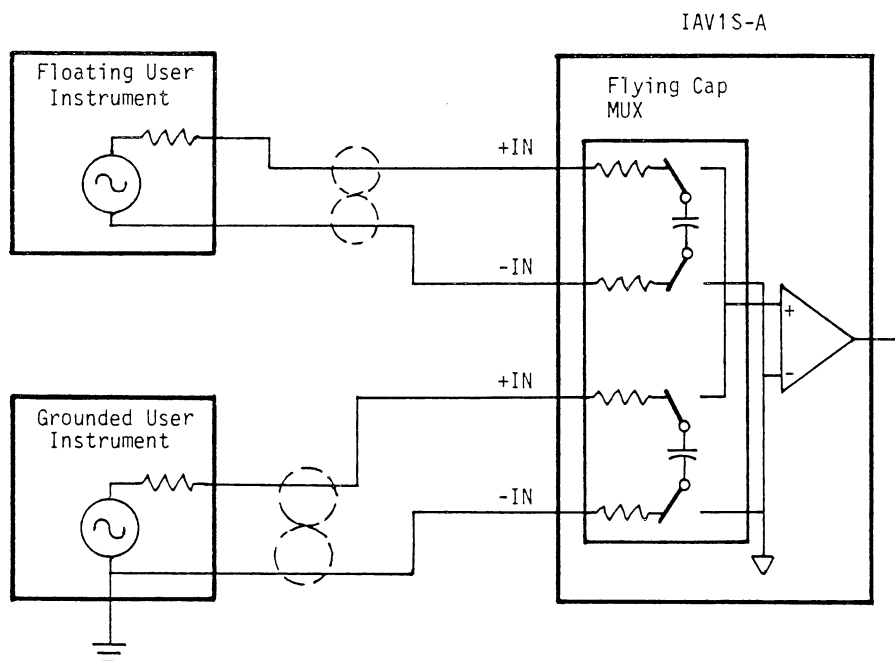 IAV1S-A
Floating User
Instrument
Flying Cap
MUX
+IN
-IN
+
-
+IN
Grounded User
Instrument
-IN